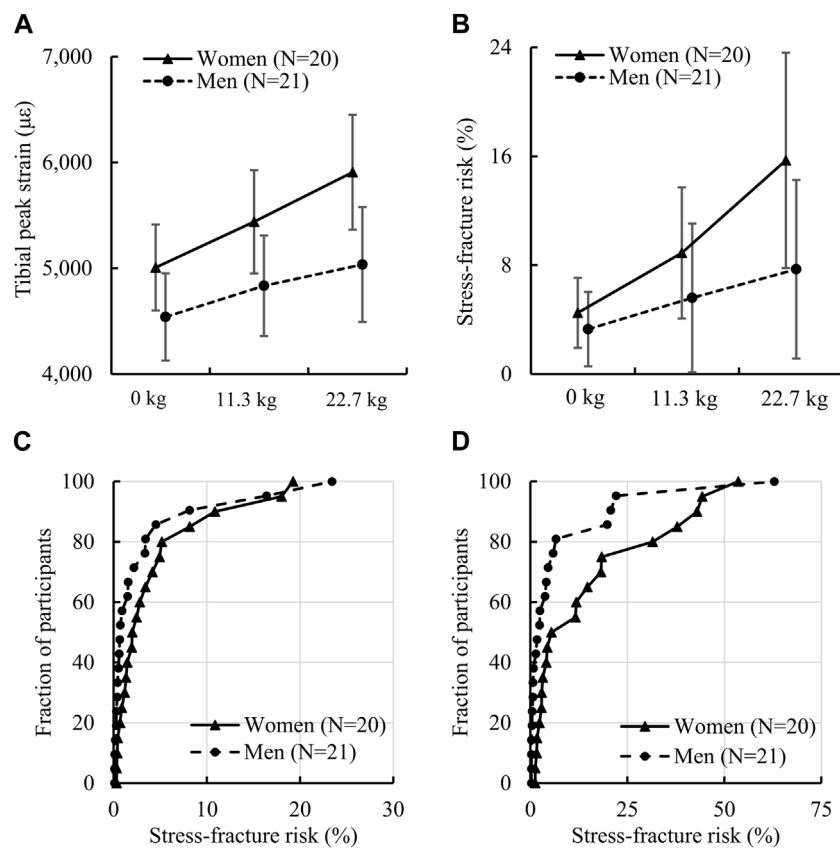 A
7,000
6,000
5,000
4,000
Tibial peak strain (με)
Women (N=20)
Men (N=21)
0 kg
11.3 kg
22.7 kg
B
24
16
8
0
Stress-fracture risk (%)
Women (N=20)
Men (N=21)
0 kg
11.3 kg
22.7 kg
C
100
80
60
40
20
0
Fraction of participants
Women (N=20)
Men (N=21)
0
10
20
30
Stress-fracture risk (%)
D
100
80
60
40
20
0
Fraction of participants
Women (N=20)
Men (N=21)
0
25
50
75
Stress-fracture risk (%)